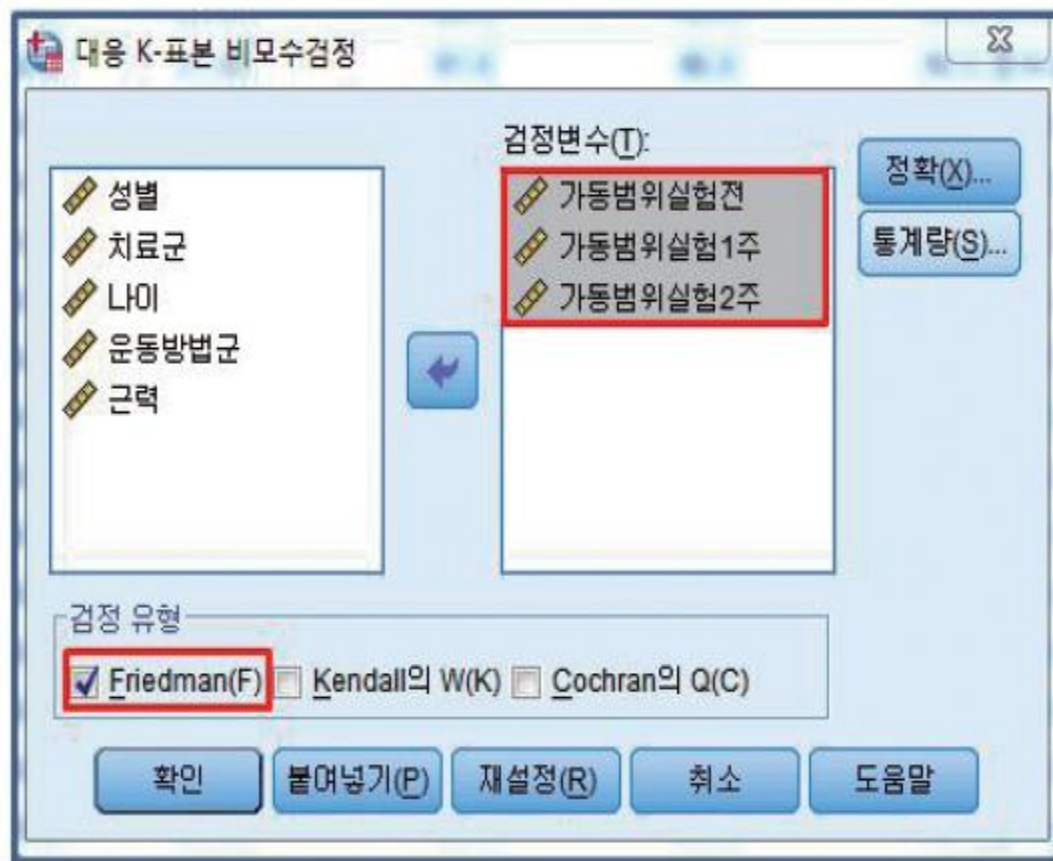 대응 K-표본 비모수검정
검정변수(T):
성별
치료군
나이
운동방법군
근력
가동범위실험전
가동범위실험1주
가동범위실험2주
정확(X)...
통계량(S)...
검정 유형
Friedman(F) Kendall의 W(K) Cochran의 Q(C)
확인 붙여넣기(P) 재설정(R) 취소 도움말